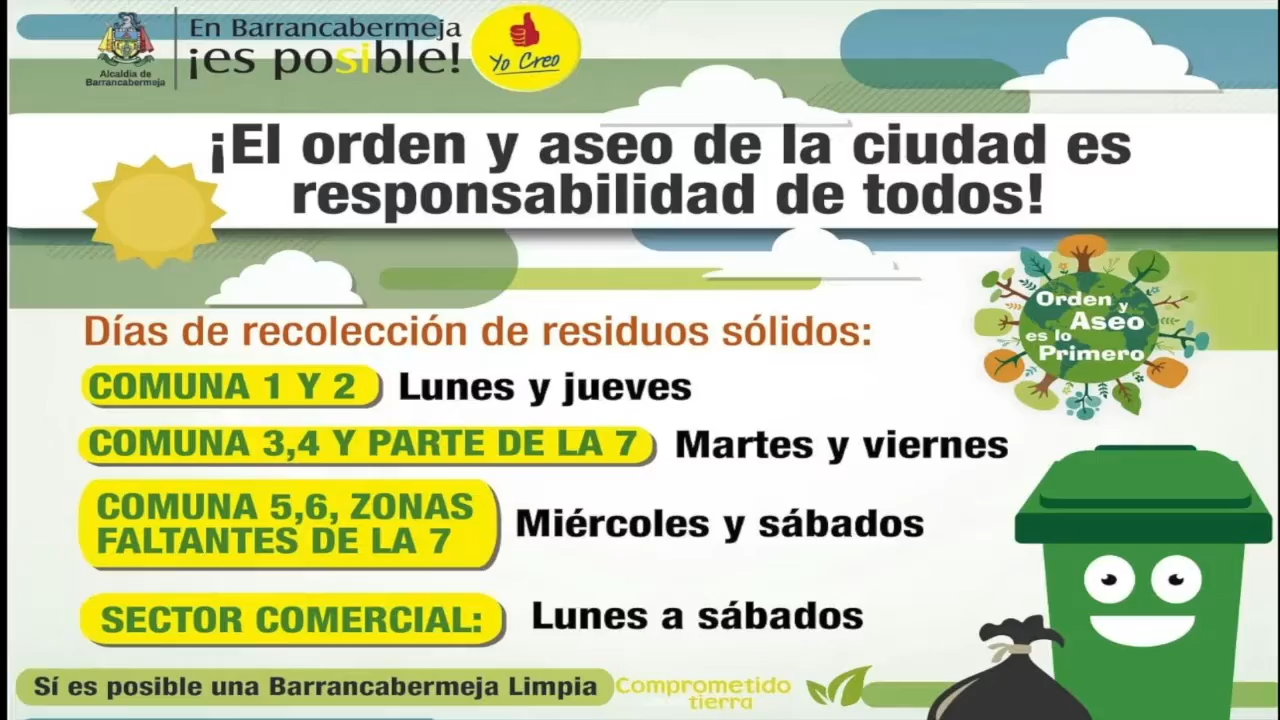 Alcaldía de
Barrancabermeja
En Barrancabermeja
¡es posible!
Yo Creo
¡El orden y aseo de la ciudad es
responsabilidad de todos!
Orden y
Aseo
es lo
Primero
Días de recolección de residuos sólidos:
COMUNA 1 Y 2 Lunes y jueves
COMUNA 3,4 Y PARTE DE LA 7 Martes y viernes
COMUNA 5,6, ZONAS
FALTANTES DE LA 7
Miércoles y sábados
SECTOR COMERCIAL: Lunes a sábados
Sí es posible una Barrancabermeja Limpia
Comprometido
tierra